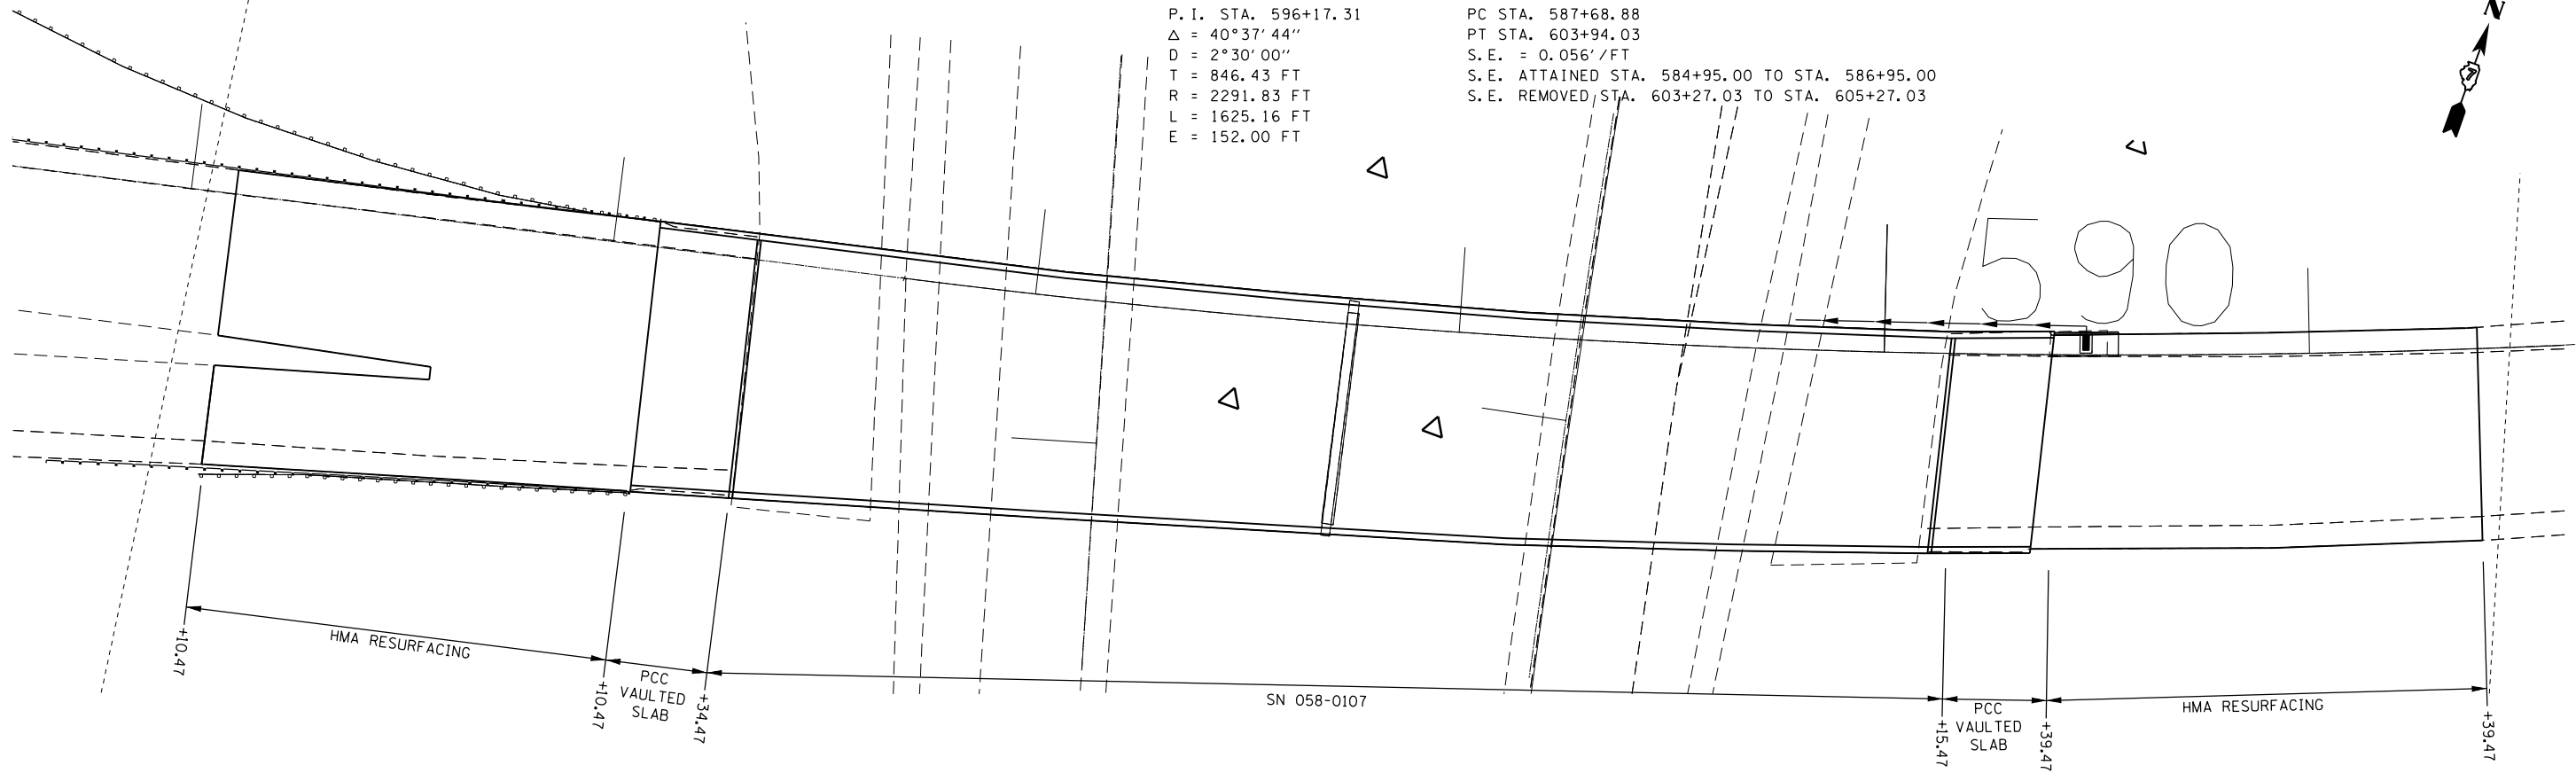 P.I. STA. 596+17.31
Δ = 40°37'44"
D = 2°30'00"
T = 846.43 FT
R = 2291.83 FT
L = 1625.16 FT
E = 152.00 FT
PC STA. 587+68.88
PT STA. 603+94.03
S.E. = 0.056'/FT
S.E. ATTAINED STA. 584+95.00 TO STA. 586+95.00
S.E. REMOVED STA. 603+27.03 TO STA. 605+27.03
N
7
590
+10.47
HMA RESURFACING
+10.47
PCC
VAULTED
SLAB
+34.47
SN 058-0107
+15.47
PCC
VAULTED
SLAB
+39.47
HMA RESURFACING
+39.47